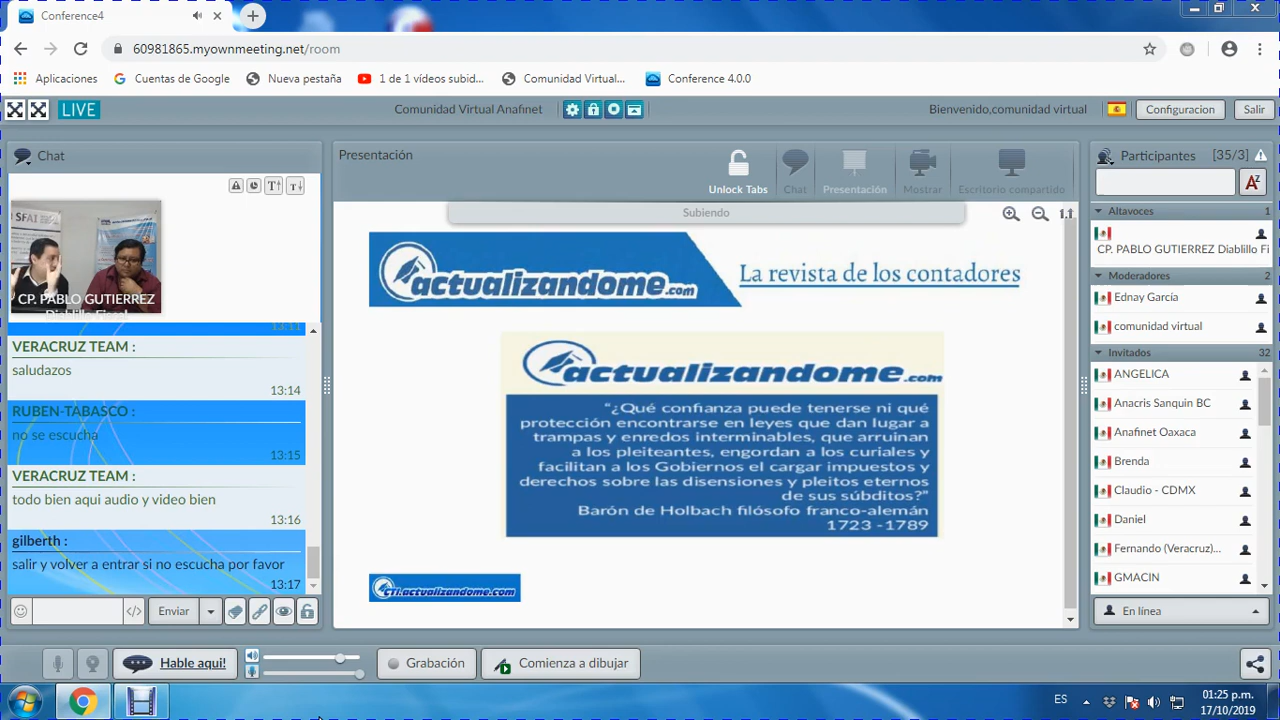 Conference4
60981865.myownmeeting.net/room
Aplicaciones
Cuentas de Google
Nueva pestaña
1 de 1 vídeos subid...
Comunidad Virtual...
Conference 4.0.0
LIVE
Comunidad Virtual Anafinet
Bienvenido,comunidad virtual
Configuracion
Salir
Chat
SFAI
CP. PABLO GUTIERREZ
VERACRUZ TEAM :
saludazos
13:14
RUBEN-TABASCO :
no se escucha
13:15
VERACRUZ TEAM :
todo bien aqui audio y video bien
13:16
gilberth :
salir y volver a entrar si no escucha por favor
13:17
Enviar
Presentación
Unlock Tabs
Chat
Presentación
Mostrar
Escritorio compartido
Subiendo
1:1
actualizandome.com
La revista de los contadores
actualizandome.com
“¿Qué confianza puede tenerse ni qué
protección encontrarse en leyes que dan lugar a
trampas y enredos interminables, que arruinan
a los pleiteantes, engordan a los curiales y
facilitan a los Gobiernos el cargar impuestos y
derechos sobre las disensiones y pleitos eternos
de sus súbditos?”
Barón de Holbach filósofo franco-alemán
1723 -1789
cti.actualizandome.com
Participantes [35/3]
Altavoces 1
CP. PABLO GUTIERREZ Diablillo Fi
Moderadores 2
Ednay García
comunidad virtual
Invitados 32
ANGELICA
Anacris Sanquin BC
Anafinet Oaxaca
Brenda
Claudio - CDMX
Daniel
Fernando (Veracruz)...
GMACIN
En línea
Hable aqui!
Grabación
Comienza a dibujar
ES
01:25 p.m.
17/10/2019